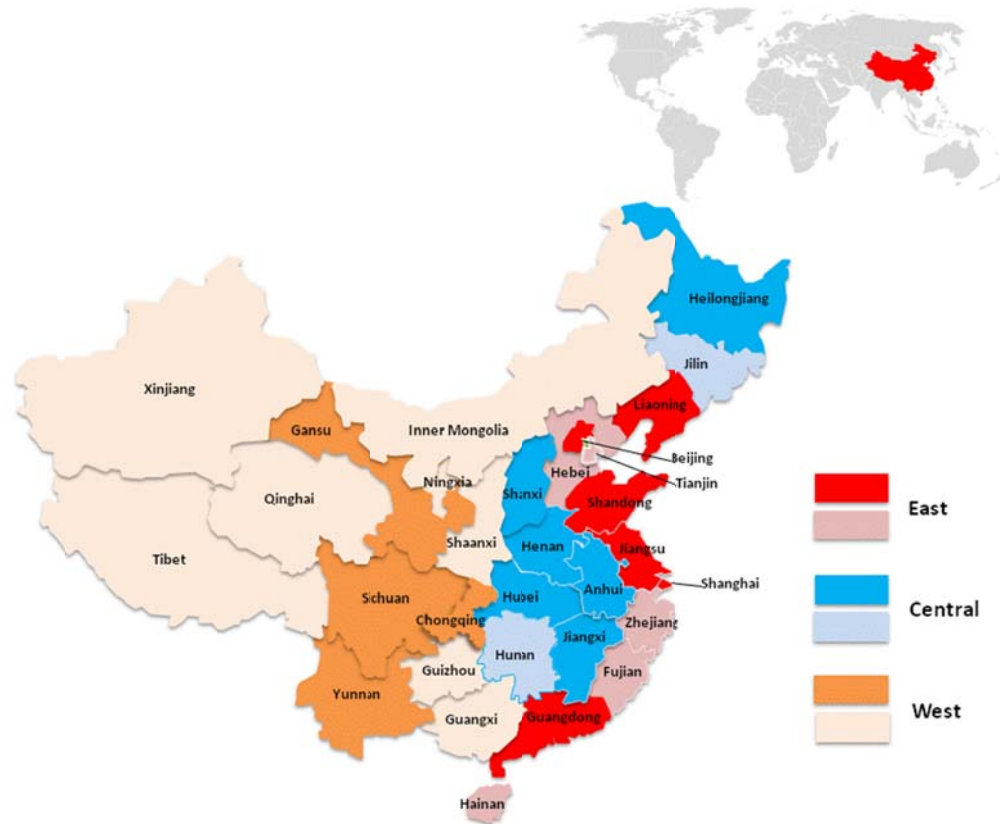 Heilongjiang
Jilin
Xinjiang
Liaoning
Gansu
Inner Mongolia
Beijing
Hebei
Tianjin
Ningxia
Shanxi
Qinghai
Shandong
East
Shaanxi
Henan
Jiangsu
Tibet
Shanghai
Anhui
Sichuan
Hubei
Central
Chongqing
Zhejiang
Jiangxi
Hunan
Guizhou
Fujian
Yunnan
West
Guangxi
Guangdong
Hainan